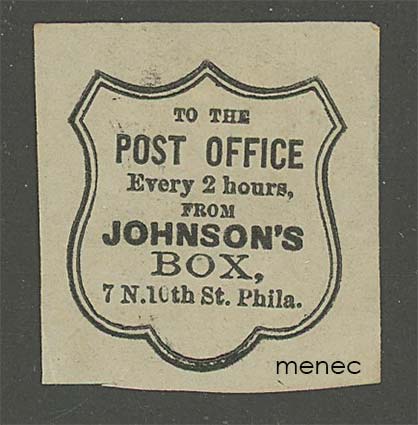 TO THE
POST OFFICE
Every 2 hours,
FROM
JOHNSON'S
BOX,
7 N. 10th St. Phila.
menec